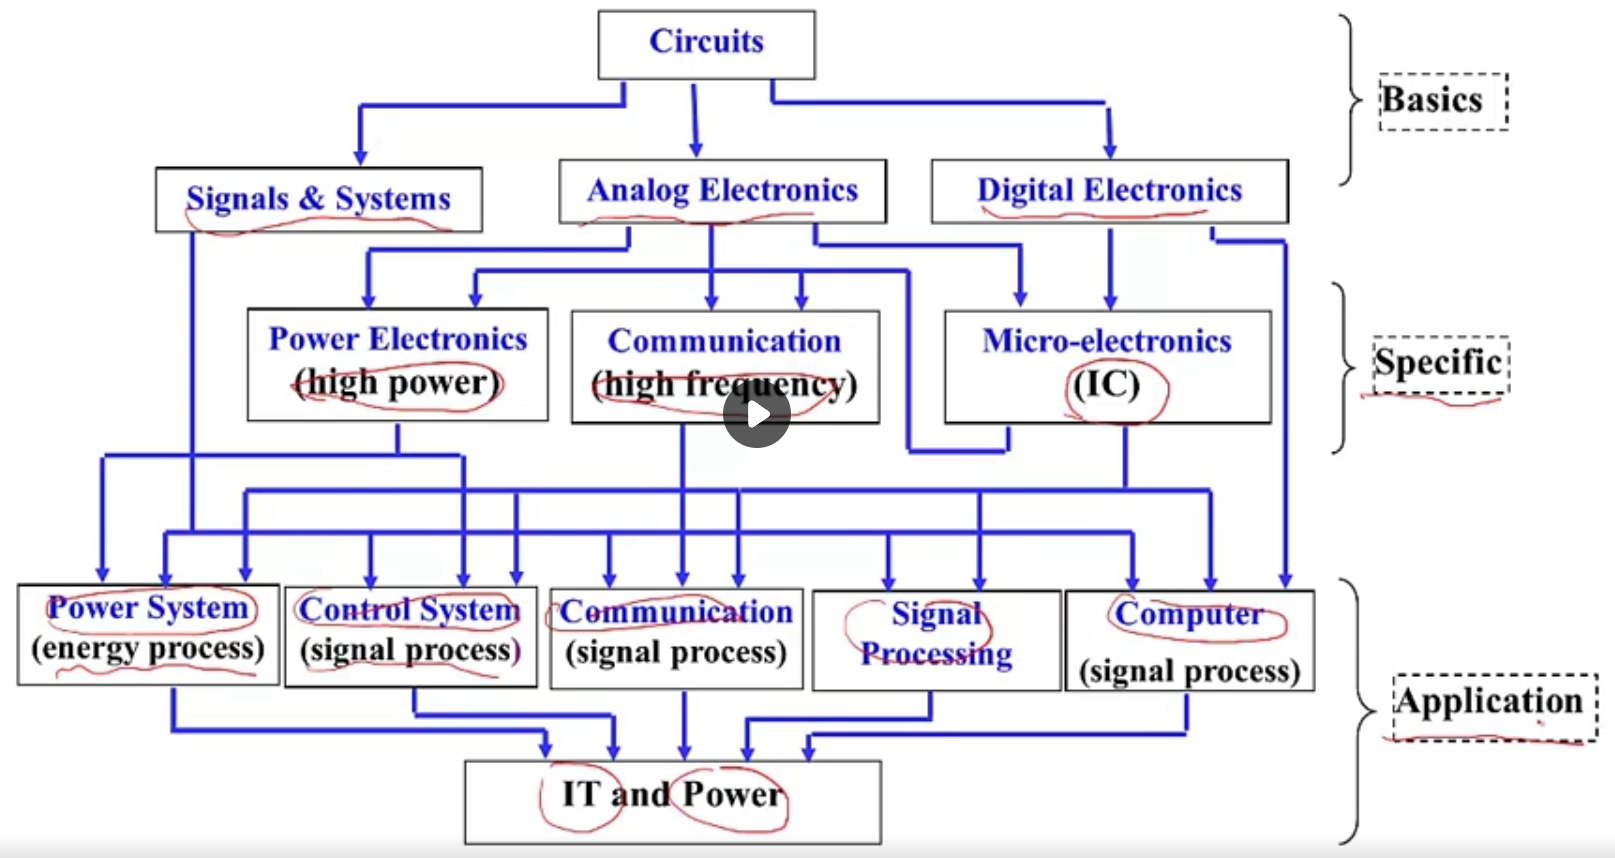 Circuits
Basics
Signals & Systems
Analog Electronics
Digital Electronics
Power Electronics
(high power)
Communication
(high frequency)
Micro-electronics
(IC)
Specific
Power System
(energy process)
Control System
(signal process)
Communication
(signal process)
Signal
Processing
Computer
(signal process)
Application
IT and Power